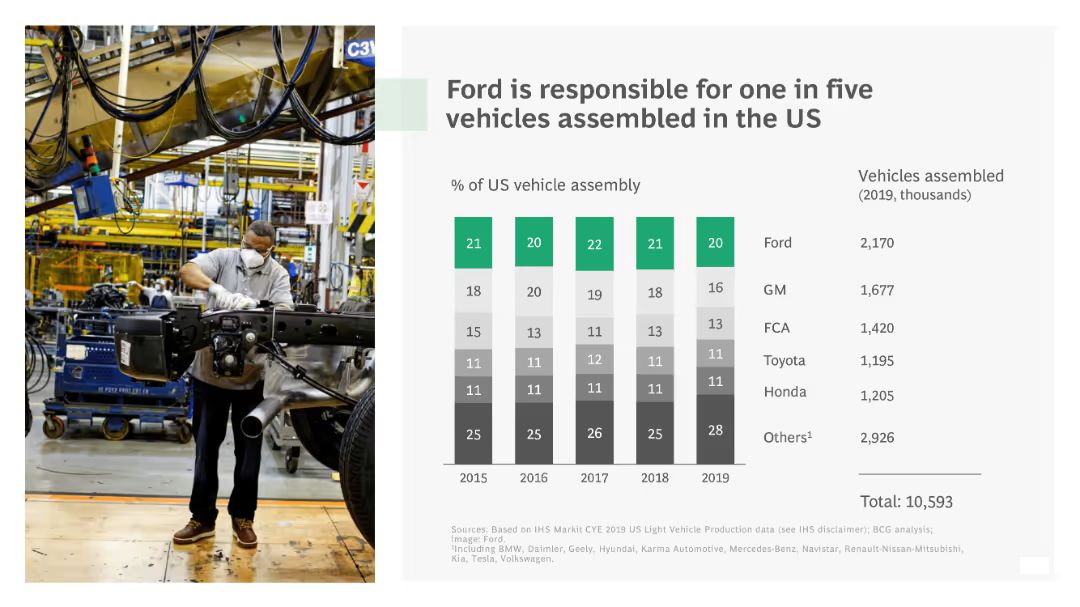 C3W
Ford is responsible for one in five
vehicles assembled in the US
% of US vehicle assembly
Vehicles assembled
(2019, thousands)
21 20 22 21 20 Ford 2,170
18 20 19 18 16 GM 1,677
15 13 11 13 13 FCA 1,420
11 11 12 11 11 Toyota 1,195
11 11 11 11 11 Honda 1,205
25 25 26 25 28 Others¹ 2,926
2015 2016 2017 2018 2019
Total: 10,593
Sources: Based on IHS Markit CYE 2019 US Light Vehicle Production data (see IHS disclaimer); BCG analysis;
Image: Ford.
¹Including BMW, Daimler, Geely, Hyundai, Karma Automotive, Mercedes-Benz, Navistar, Renault-Nissan-Mitsubishi,
Kia, Tesla, Volkswagen.